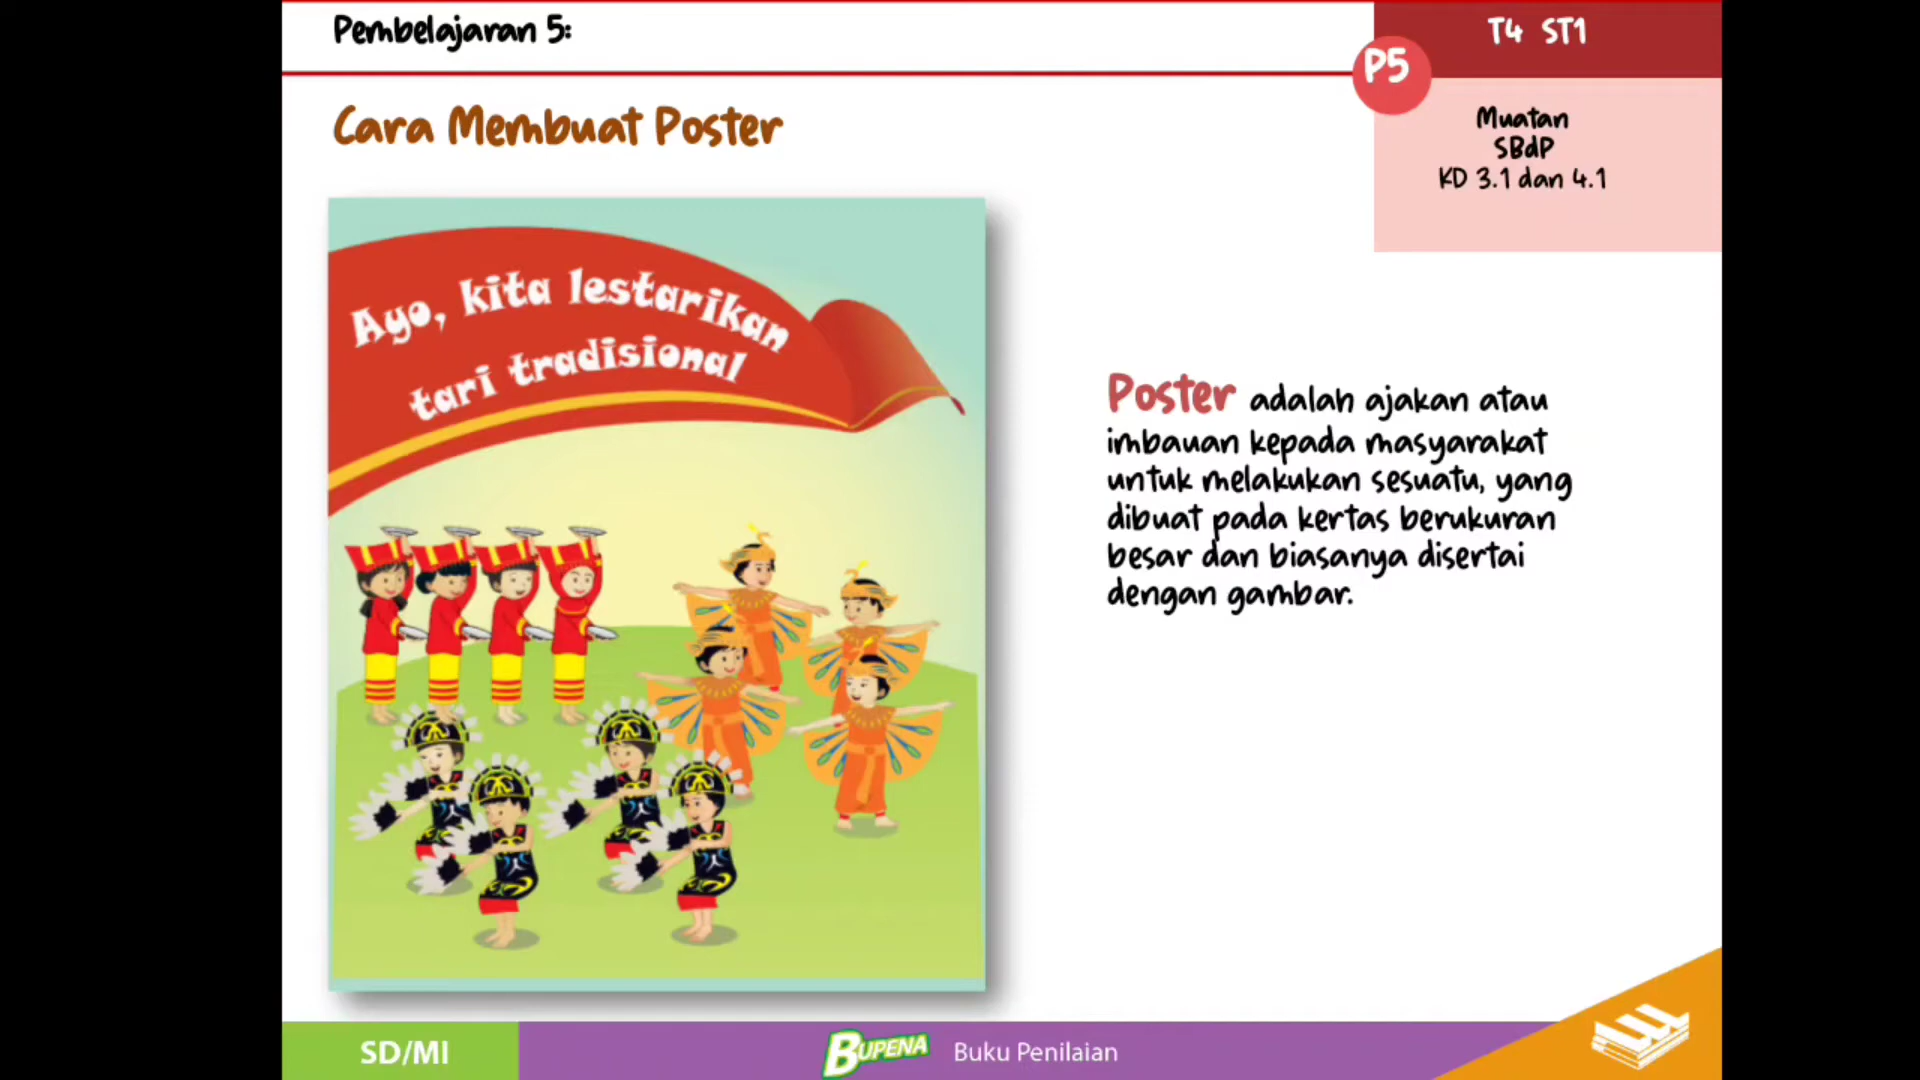 Pembelajaran 5:
T4 ST1
P5
Cara Membuat Poster
Muatan
SBdP
KD 3.1 dan 4.1
Ayo, kita lestarikan
tari tradisional
Poster adalah ajakan atau
imbauan kepada masyarakat
untuk melakukan sesuatu, yang
dibuat pada kertas berukuran
besar dan biasanya disertai
dengan gambar.
SD/MI
BUPENA Buku Penilaian